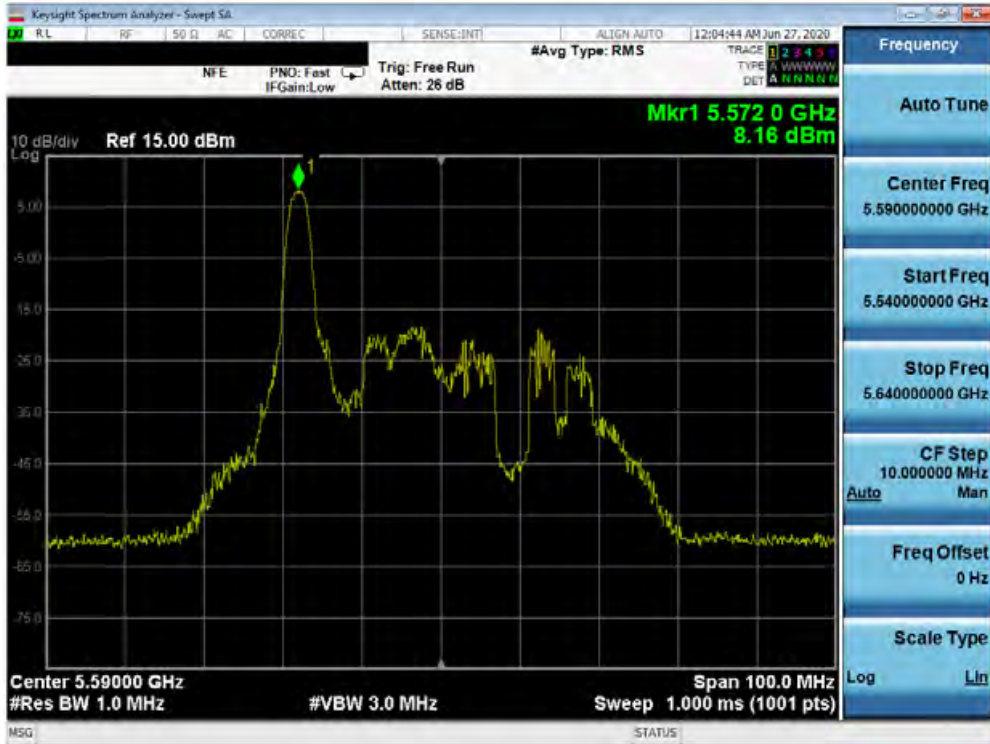 Keysight Spectrum Analyzer - Swept SA
RL RF 50 Ω AC CORREC SENSE:INT ALIGN AUTO 12:04:44 AM Jun 27, 2020
#Avg Type: RMS
TRACE 1 2 3 4 5 6
TYPE A WWWWW
DET A N N N N N
NFE PNO: Fast Trig: Free Run
IFGain:Low Atten: 26 dB
Mkr1 5.572 0 GHz
8.16 dBm
10 dB/div Ref 15.00 dBm
Log
1
5.00
-5.00
-15.0
-25.0
-35.0
-45.0
-55.0
-65.0
-75.0
Center 5.59000 GHz Span 100.0 MHz
#Res BW 1.0 MHz #VBW 3.0 MHz Sweep 1.000 ms (1001 pts)
MSG STATUS
Frequency
Auto Tune
Center Freq
5.590000000 GHz
Start Freq
5.540000000 GHz
Stop Freq
5.640000000 GHz
CF Step
10.000000 MHz
Auto Man
Freq Offset
0 Hz
Scale Type
Log Lin